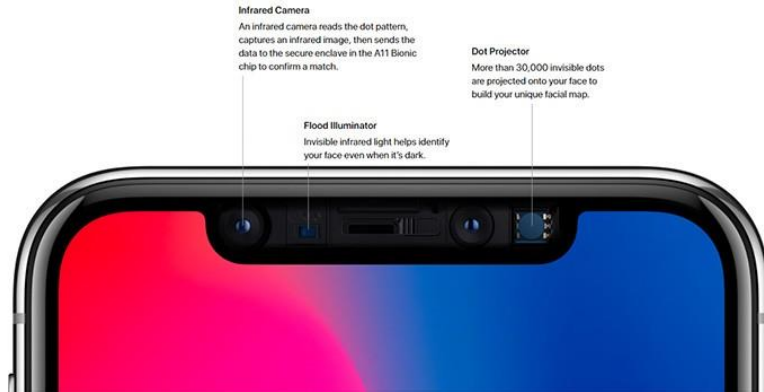 Infrared Camera
An infrared camera reads the dot pattern,
captures an infrared image, then sends the
data to the secure enclave in the A11 Bionic
chip to confirm a match.
Dot Projector
More than 30,000 invisible dots
are projected onto your face to
build your unique facial map.
Flood Illuminator
Invisible infrared light helps identify
your face even when it's dark.